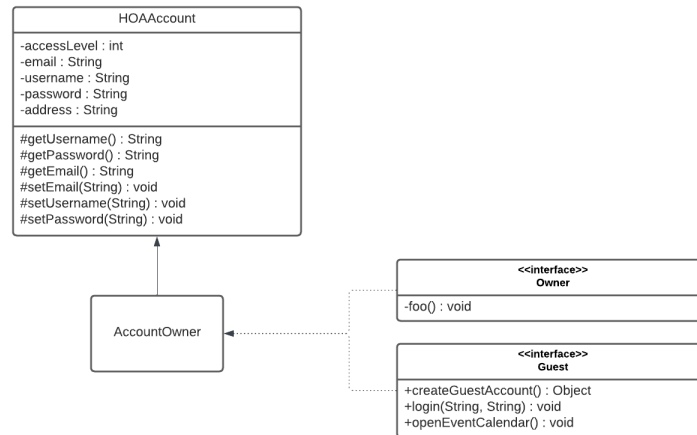 HOAAccount
-accessLevel : int
-email : String
-username : String
-password : String
-address : String
#getUsername() : String
#getPassword() : String
#getEmail() : String
#setEmail(String) : void
#setUsername(String) : void
#setPassword(String) : void
AccountOwner
<<interface>>
Owner
-foo() : void
<<interface>>
Guest
+createGuestAccount() : Object
+login(String, String) : void
+openEventCalendar() : void